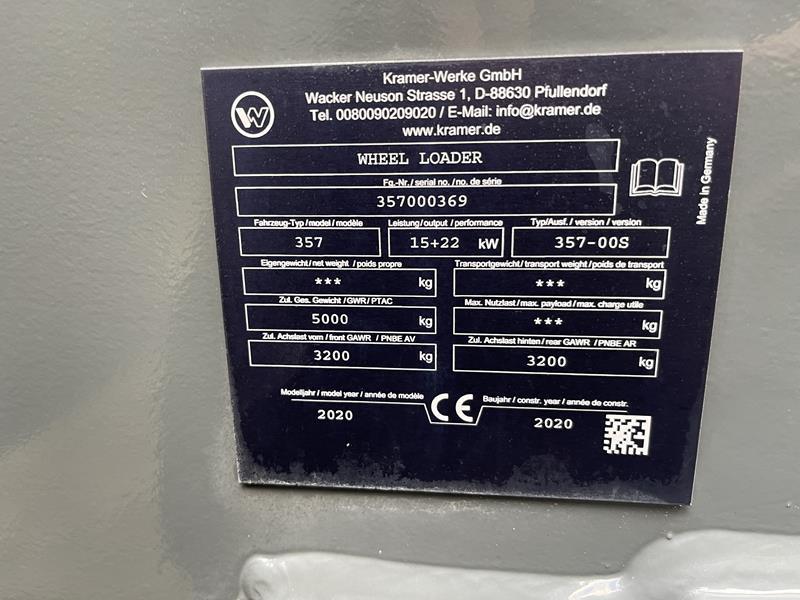 Kramer-Werke GmbH
Wacker Neuson Strasse 1, D-88630 Pfullendorf
Tel. 0080090209020 / E-Mail: info@kramer.de
www.kramer.de
W
WHEEL LOADER
Fg.-Nr./ serial no. / no. de série
357000369
Made in Germany
Fahrzeug-Typ / model / modèle Leistung / output / performance Typ/Ausf. / version / version
357 15+22 kW 357-00S
Eigengewicht / net weight / poids propre Transportgewicht / transport weight / poids de transport
*** kg *** kg
Zul. Ges. Gewicht / GWR / PTAC Max. Nutzlast / max. payload / max. charge utile
5000 kg *** kg
Zul. Achslast vorn / front GAWR / PNBE AV Zul. Achslast hinten / rear GAWR / PNBE AR
3200 kg 3200 kg
Modelljahr / model year / année de modèle CE Baujahr / constr. year / année de constr.
2020 2020